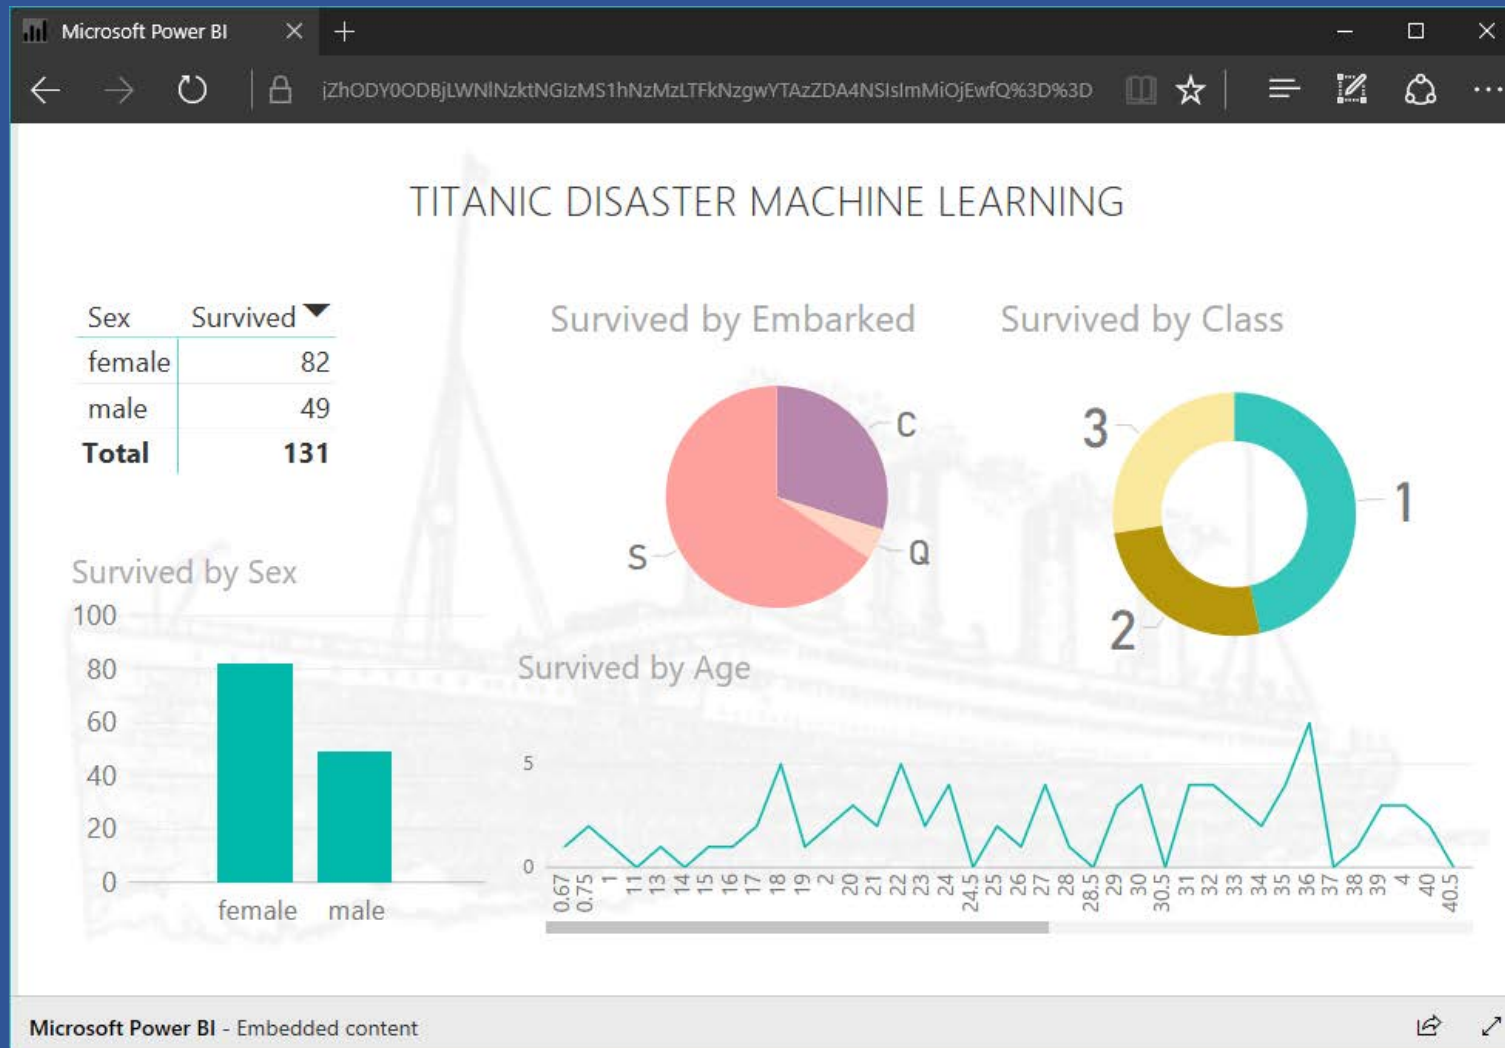 Microsoft Power BI
jZhODY0ODBjLWNlNzktNGIzMS1hNzMzLTFkNzgwYTAzZDA4NSIsImMiOjEwfQ%3D%3D
TITANIC DISASTER MACHINE LEARNING
Sex Survived
female 82
male 49
Total 131
Survived by Embarked
C
Q
S
Survived by Class
3
1
2
Survived by Sex
100
80
60
40
20
0
female male
Survived by Age
5
0
0.67 0.75 1 11 13 14 15 16 17 18 19 2 20 21 22 23 24 24.5 25 26 27 28 28.5 29 30 30.5 31 32 33 34 35 36 37 38 39 4 40 40.5
Microsoft Power BI - Embedded content